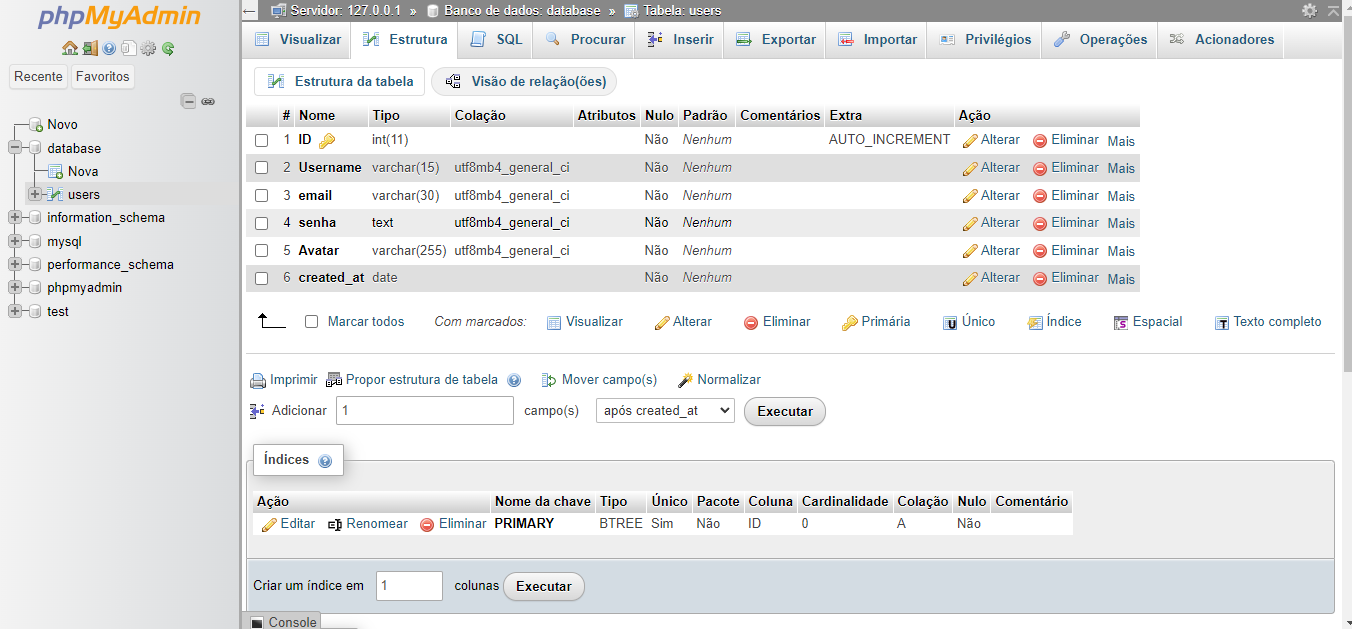 phpMyAdmin
Recente Favoritos
Novo
database
Nova
users
information_schema
mysql
performance_schema
phpmyadmin
test
Servidor: 127.0.0.1 » Banco de dados: database » Tabela: users
Visualizar Estrutura SQL Procurar Inserir Exportar Importar Privilégios Operações Acionadores
Estrutura da tabela Visão de relação(ões)
# Nome Tipo Colação Atributos Nulo Padrão Comentários Extra Ação
1 ID int(11) Não Nenhum AUTO_INCREMENT Alterar Eliminar Mais
2 Username varchar(15) utf8mb4_general_ci Não Nenhum Alterar Eliminar Mais
3 email varchar(30) utf8mb4_general_ci Não Nenhum Alterar Eliminar Mais
4 senha text utf8mb4_general_ci Não Nenhum Alterar Eliminar Mais
5 Avatar varchar(255) utf8mb4_general_ci Não Nenhum Alterar Eliminar Mais
6 created_at date Não Nenhum Alterar Eliminar Mais
Marcar todos Com marcados: Visualizar Alterar Eliminar Primária Único Índice Espacial Texto completo
Imprimir Propor estrutura de tabela Mover campo(s) Normalizar
Adicionar 1 campo(s) após created_at Executar
Índices
Ação Nome da chave Tipo Único Pacote Coluna Cardinalidade Colação Nulo Comentário
Editar Renomear Eliminar PRIMARY BTREE Sim Não ID 0 A Não
Criar um índice em 1 colunas Executar
Console